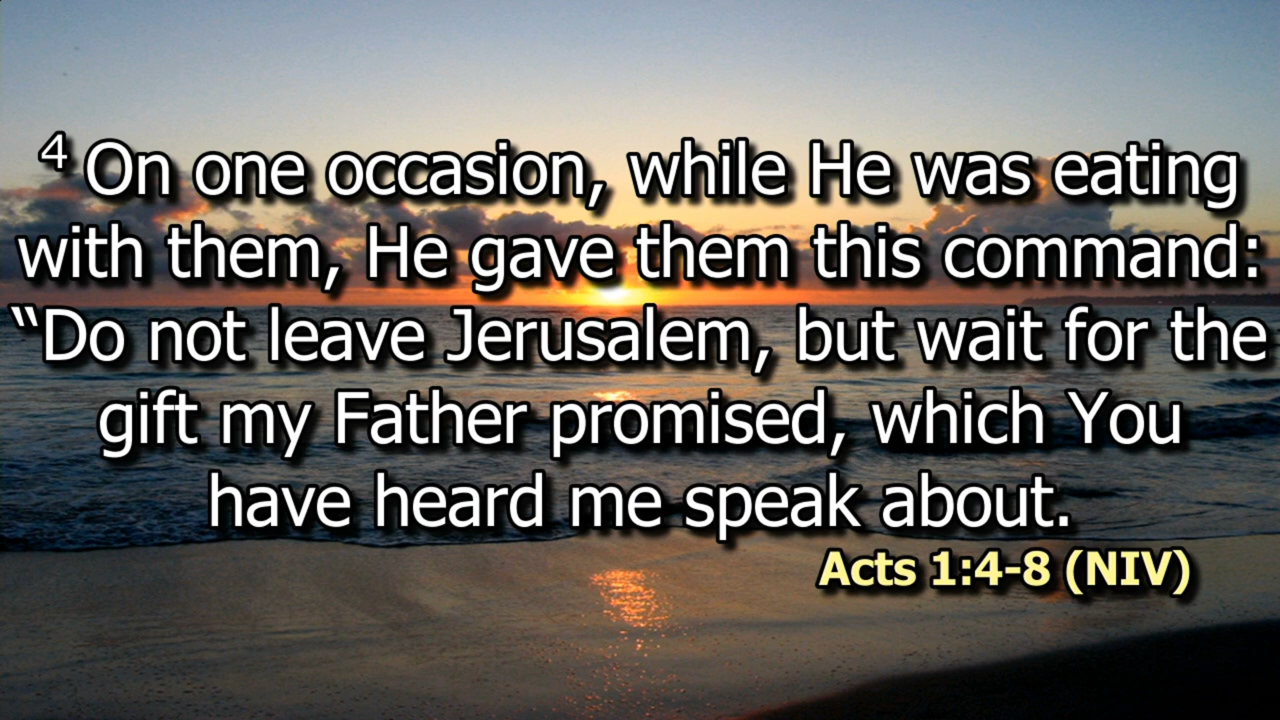 4 On one occasion, while He was eating
with them, He gave them this command:
“Do not leave Jerusalem, but wait for the
gift my Father promised, which You
have heard me speak about.
Acts 1:4-8 (NIV)